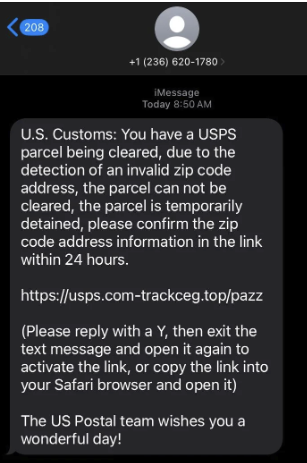 208
+1 (236) 620-1780 >
iMessage
Today 8:50 AM
U.S. Customs: You have a USPS
parcel being cleared, due to the
detection of an invalid zip code
address, the parcel can not be
cleared, the parcel is temporarily
detained, please confirm the zip
code address information in the link
within 24 hours.
https://usps.com-trackceg.top/pazz
(Please reply with a Y, then exit the
text message and open it again to
activate the link, or copy the link into
your Safari browser and open it)
The US Postal team wishes you a
wonderful day!